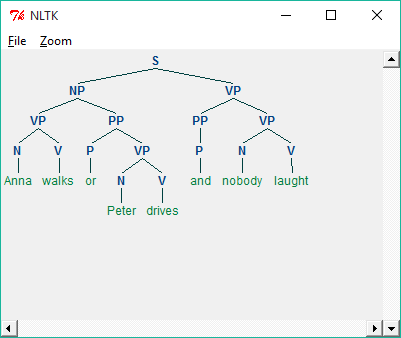 NLTK
File Zoom
S
NP VP
VP PP PP VP
N V P VP P N V
Anna walks or N V and nobody laught
Peter drives